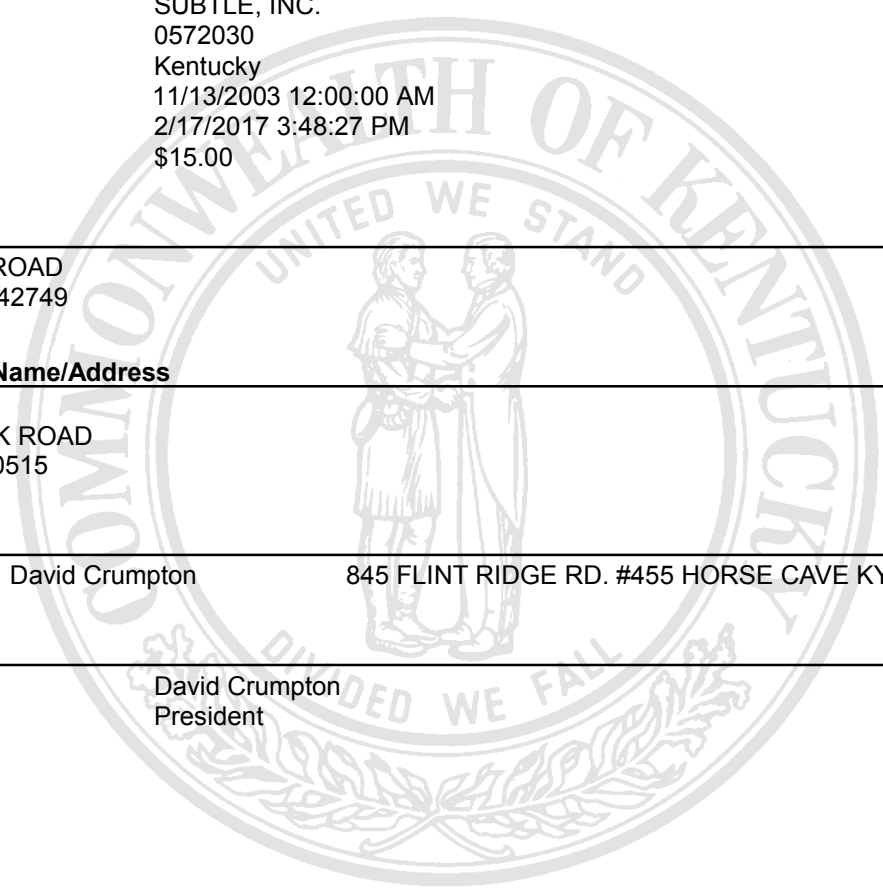 SUBTLE, INC.
0572030
Kentucky
11/13/2003 12:00:00 AM
2/17/2017 3:48:27 PM
$15.00
ROAD
42749
Name/Address
K ROAD
0515
David Crumpton 845 FLINT RIDGE RD. #455 HORSE CAVE KY
David Crumpton
President
COMMONWEALTH OF KENTUCKY
UNITED WE STAND
DIVIDED WE FALL